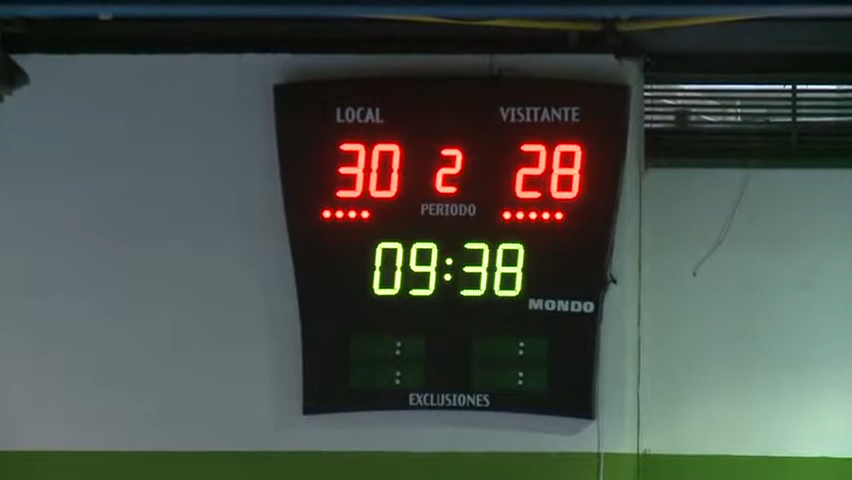 LOCAL VISITANTE
30 2 28
PERIODO
09:38
MONDO
: :
: :
EXCLUSIONES